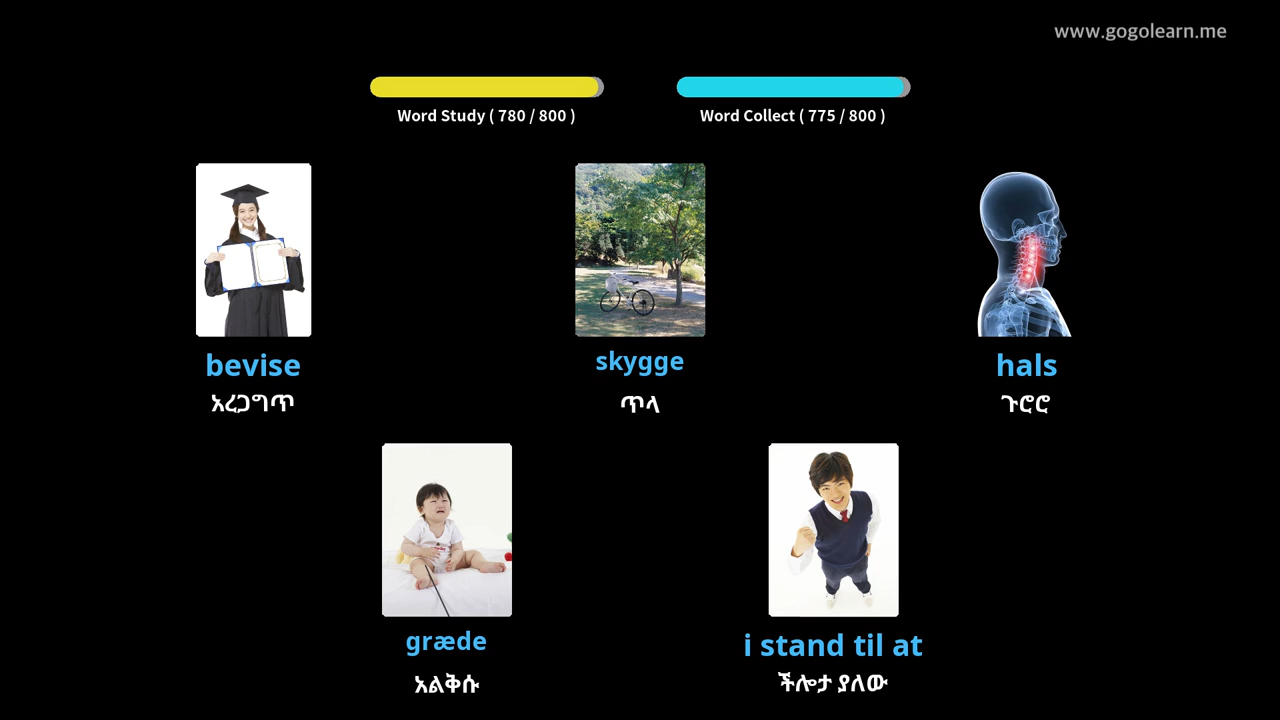 www.gogolearn.me
Word Study ( 780 / 800 )
Word Collect ( 775 / 800 )
bevise
አረጋግጥ
skygge
ጥላ
hals
ጉሮሮ
græde
አልቅሱ
i stand til at
ችሎታ ያለው